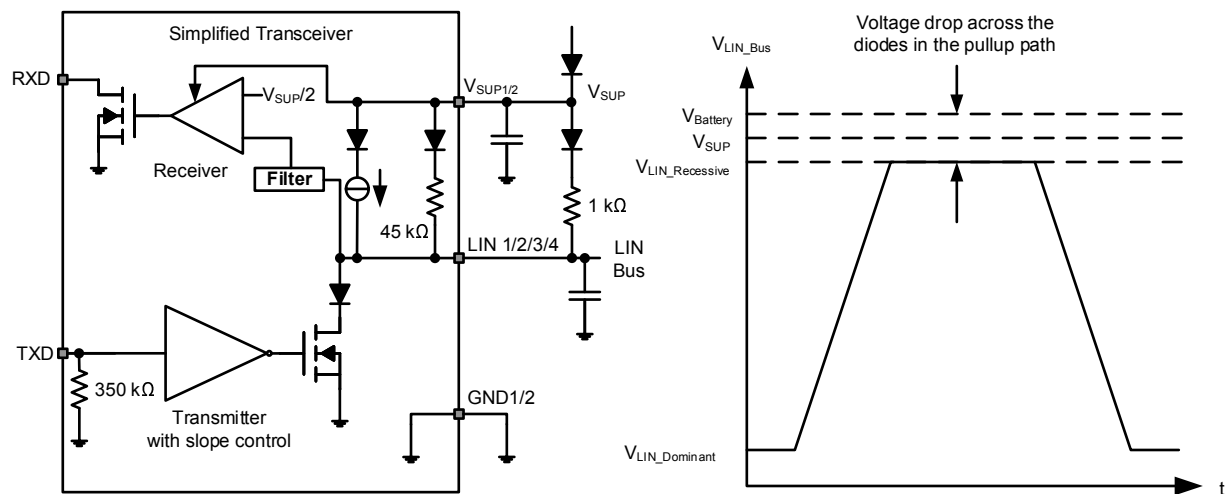 Simplified Transceiver
RXD
V_SUP/2
V_SUP1/2
V_SUP
Receiver
Filter
45 kΩ
1 kΩ
LIN 1/2/3/4
LIN
Bus
TXD
350 kΩ
Transmitter
with slope control
GND1/2
Voltage drop across the
diodes in the pullup path
V_LIN_Bus
V_Battery
V_SUP
V_LIN_Recessive
V_LIN_Dominant
t